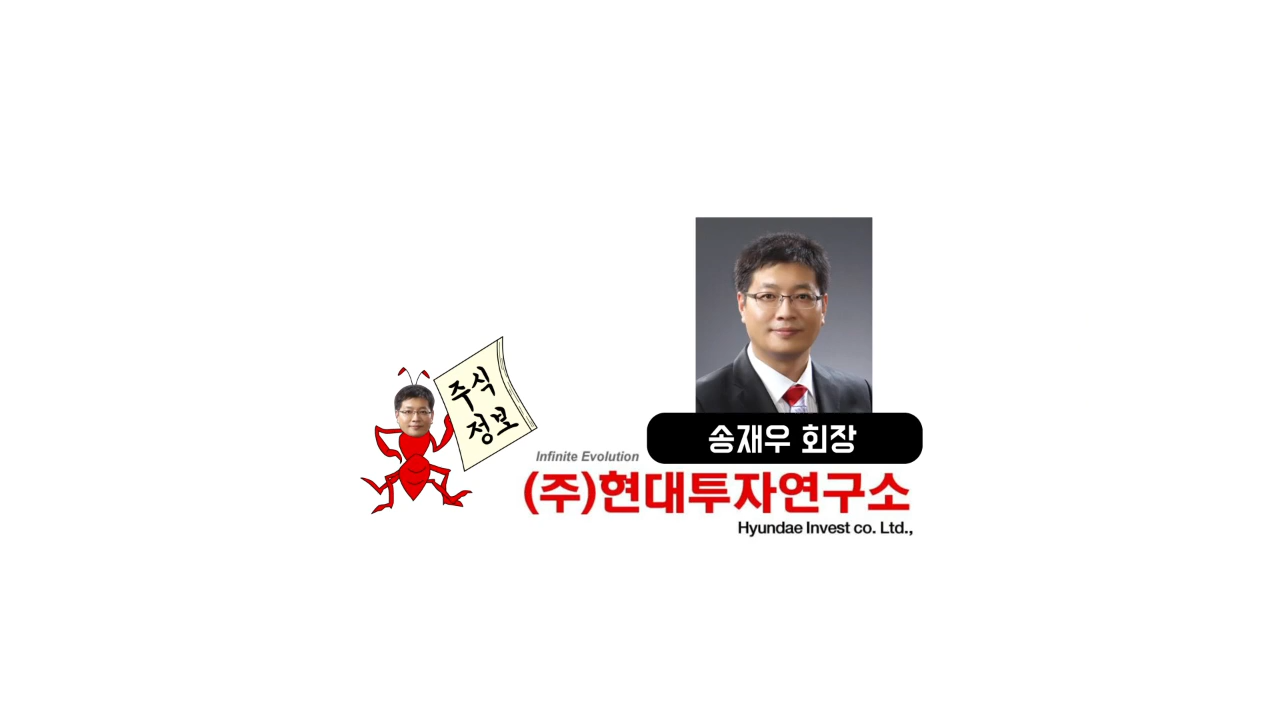 주식
정보
송재우 회장
Infinite Evolution
(주)현대투자연구소
Hyundae Invest co. Ltd.,